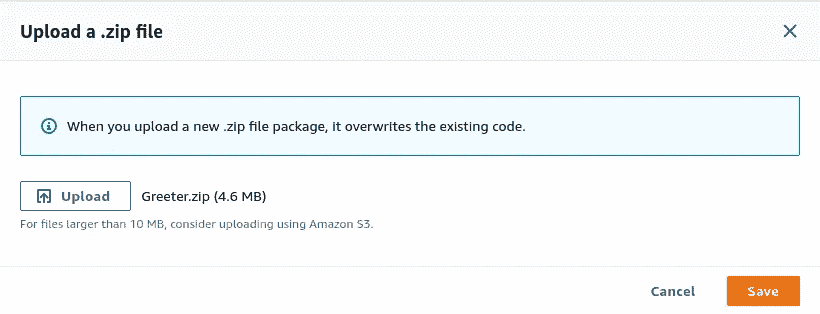 Upload a .zip file
When you upload a new .zip file package, it overwrites the existing code.
Upload Greeter.zip (4.6 MB)
For files larger than 10 MB, consider uploading using Amazon S3.
Cancel Save